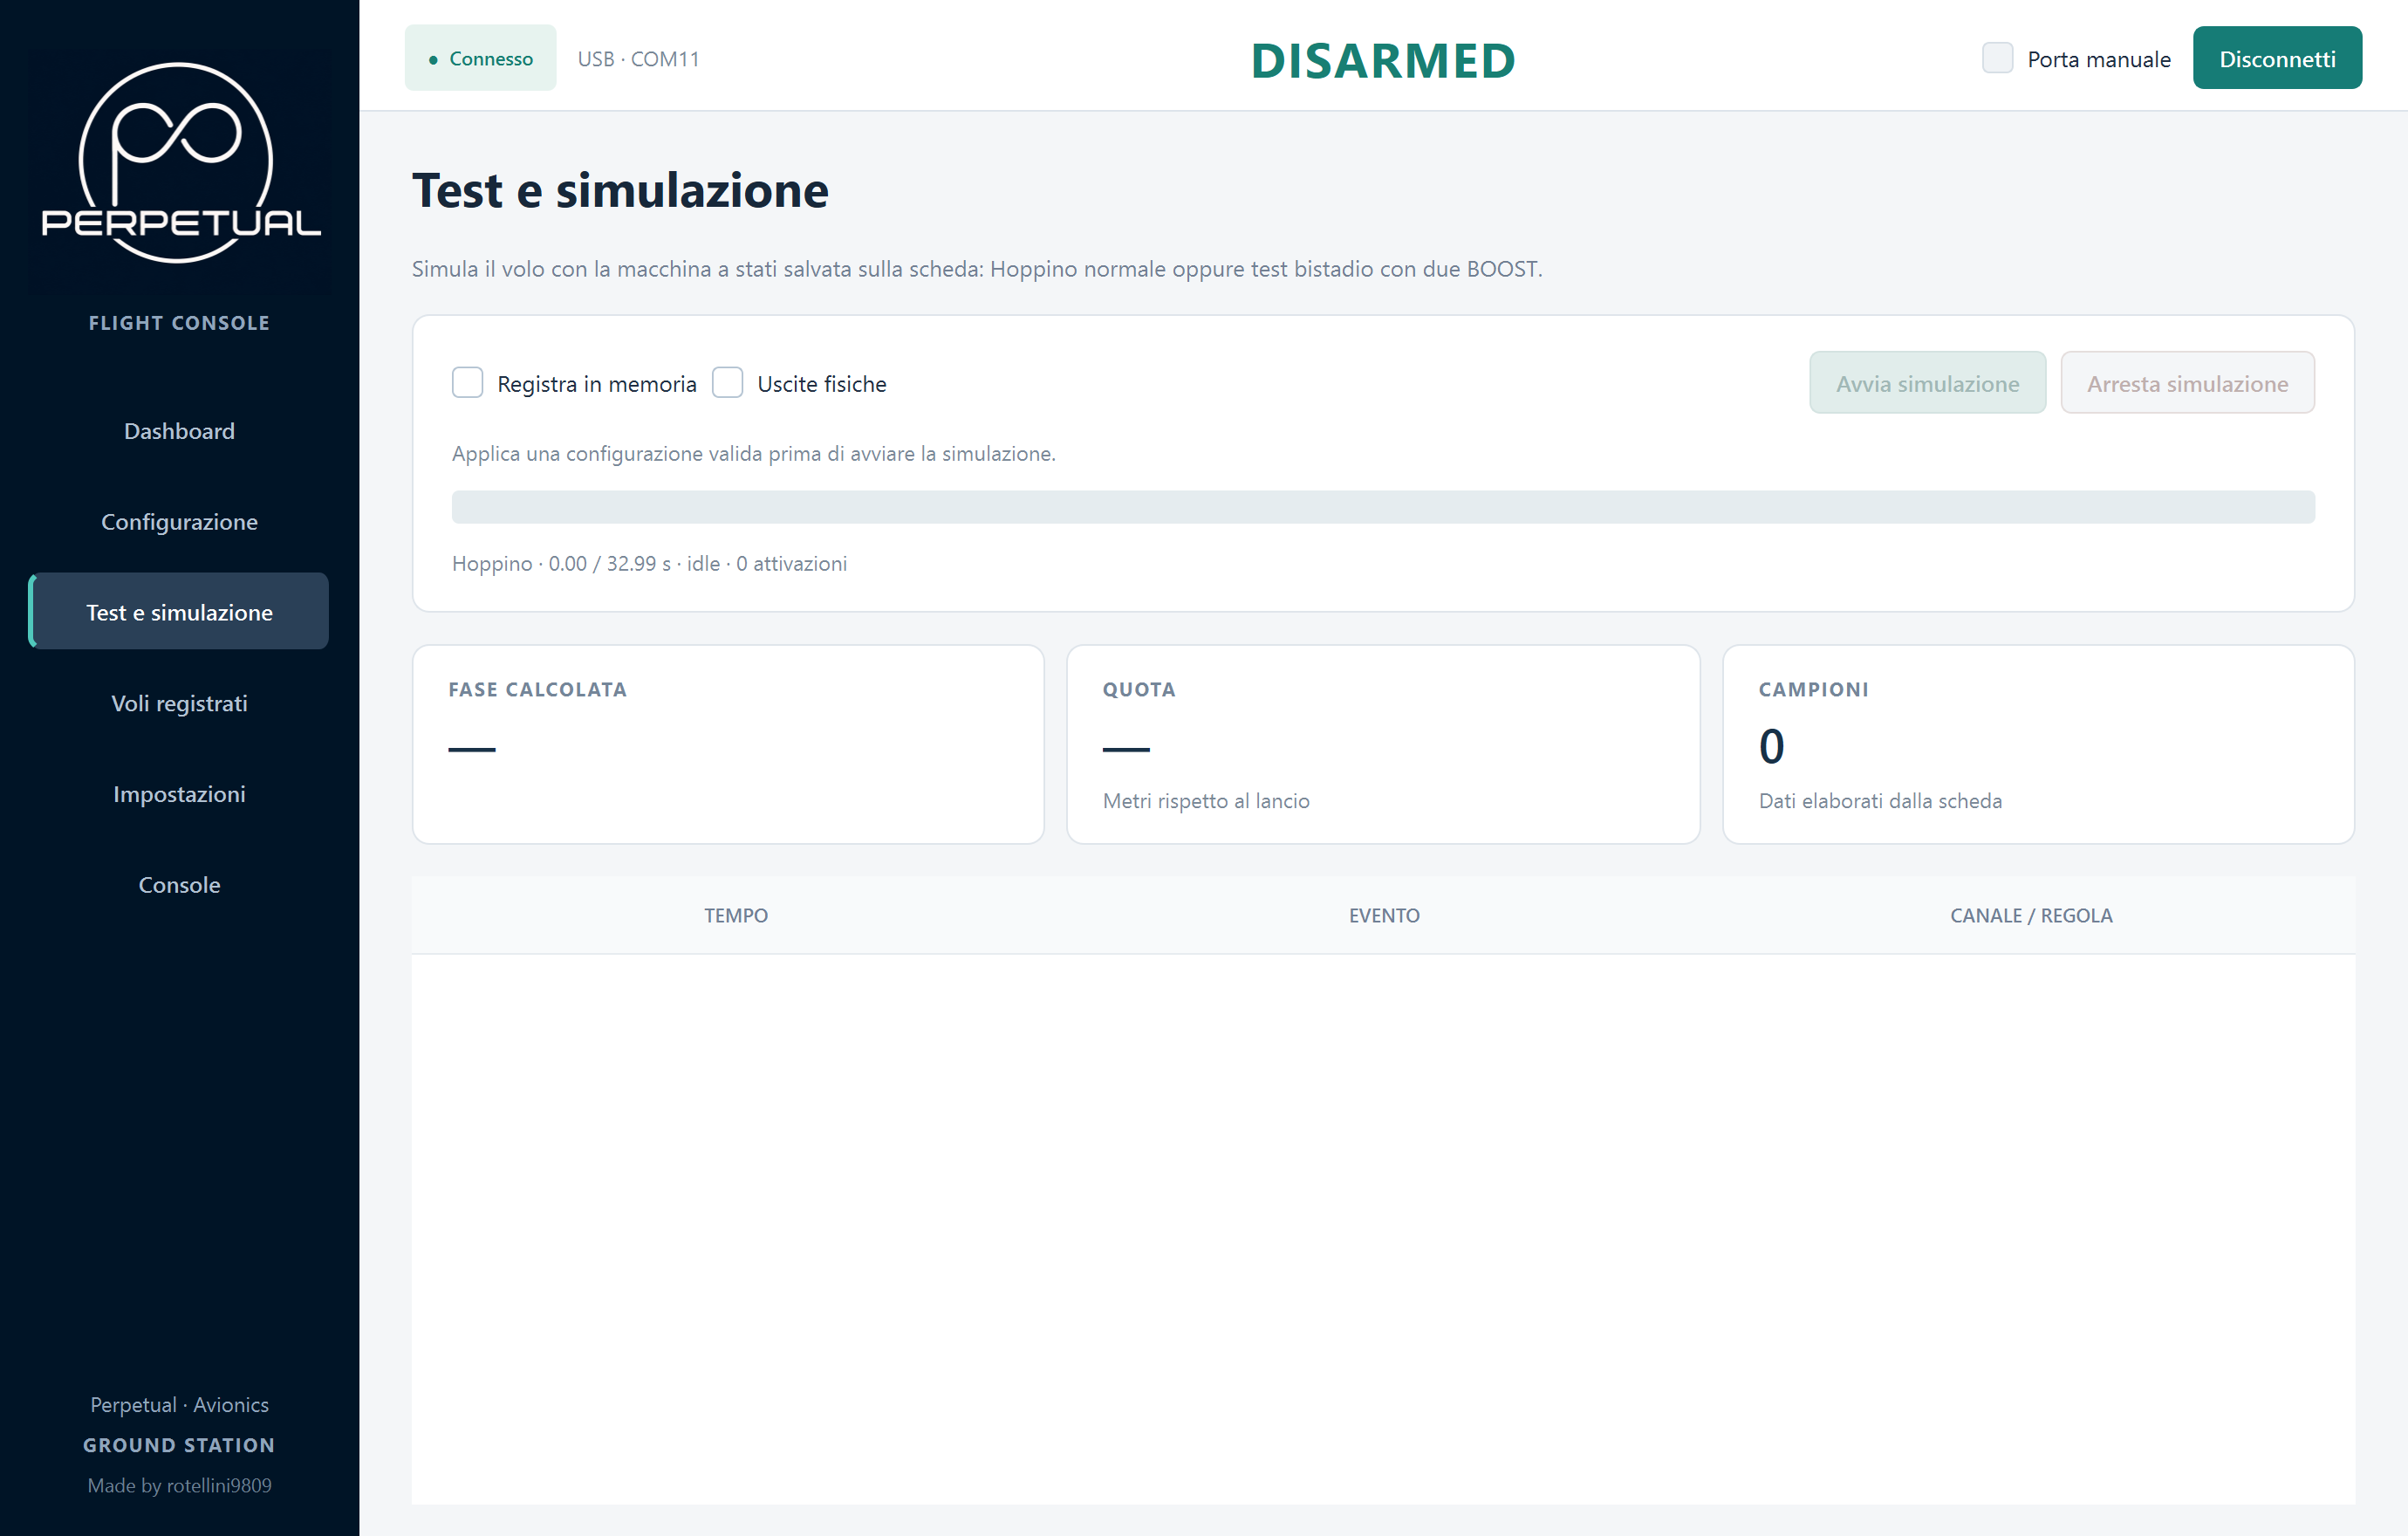 PERPETUAL
FLIGHT CONSOLE
Dashboard
Configurazione
Test e simulazione
Voli registrati
Impostazioni
Console
Perpetual · Avionics
GROUND STATION
Made by rotellini9809
● Connesso
USB · COM11
DISARMED
Porta manuale
Disconnetti
Test e simulazione
Simula il volo con la macchina a stati salvata sulla scheda: Hoppino normale oppure test bistadio con due BOOST.
Registra in memoria
Uscite fisiche
Avvia simulazione
Arresta simulazione
Applica una configurazione valida prima di avviare la simulazione.
Hoppino · 0.00 / 32.99 s · idle · 0 attivazioni
FASE CALCOLATA
—
QUOTA
—
Metri rispetto al lancio
CAMPIONI
0
Dati elaborati dalla scheda
TEMPO
EVENTO
CANALE / REGOLA